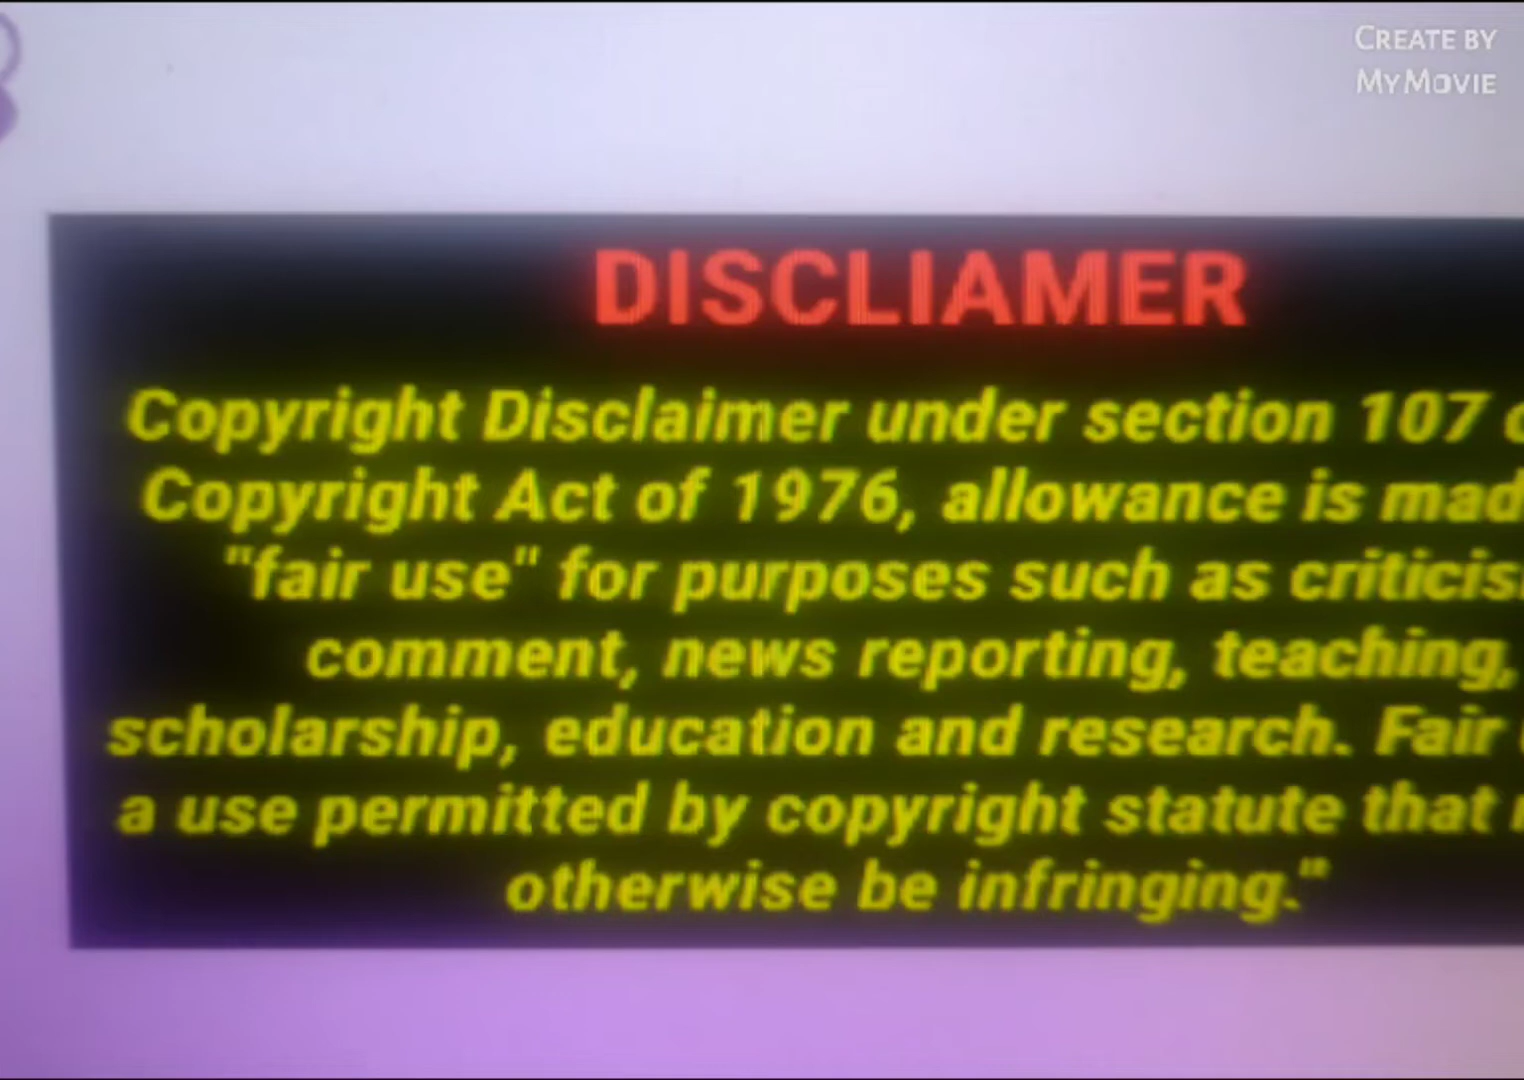 CREATE BY
MYMOVIE
DISCLIAMER
Copyright Disclaimer under section 107
Copyright Act of 1976, allowance is
"fair use" for purposes such as
comment, news reporting, teaching,
scholarship, education and research. Fair
a use permitted by copyright statute that
otherwise be infringing."